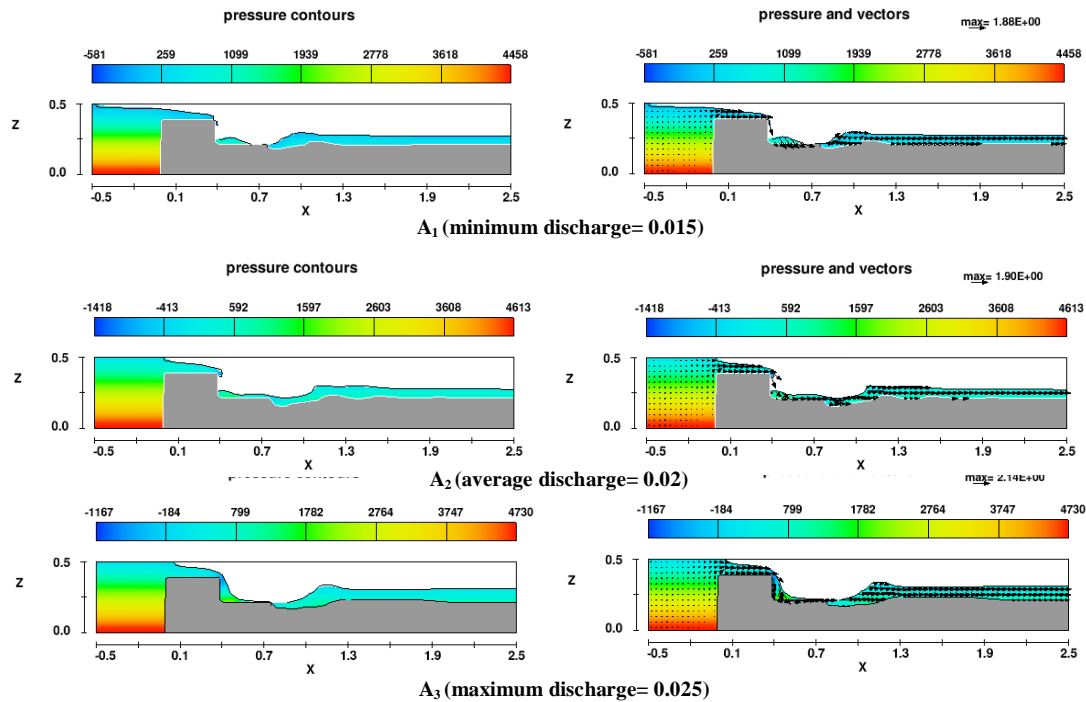 pressure contours
pressure and vectors
max= 1.88E+00
-581 259 1099 1939 2778 3618 4458
-581 259 1099 1939 2778 3618 4458
0.5
Z
0.0
0.5
Z
0.0
-0.5 0.1 0.7 1.3 1.9 2.5
X
-0.5 0.1 0.7 1.3 1.9 2.5
X
A1 (minimum discharge= 0.015)
pressure contours
pressure and vectors
max= 1.90E+00
-1418 -413 592 1597 2603 3608 4613
-1418 -413 592 1597 2603 3608 4613
0.5
Z
0.0
0.5
Z
0.0
-0.5 0.1 0.7 1.3 1.9 2.5
X
-0.5 0.1 0.7 1.3 1.9 2.5
X
A2 (average discharge= 0.02)
max= 2.14E+00
-1167 -184 799 1782 2764 3747 4730
-1167 -184 799 1782 2764 3747 4730
0.5
Z
0.0
0.5
Z
0.0
-0.5 0.1 0.7 1.3 1.9 2.5
X
-0.5 0.1 0.7 1.3 1.9 2.5
X
A3 (maximum discharge= 0.025)